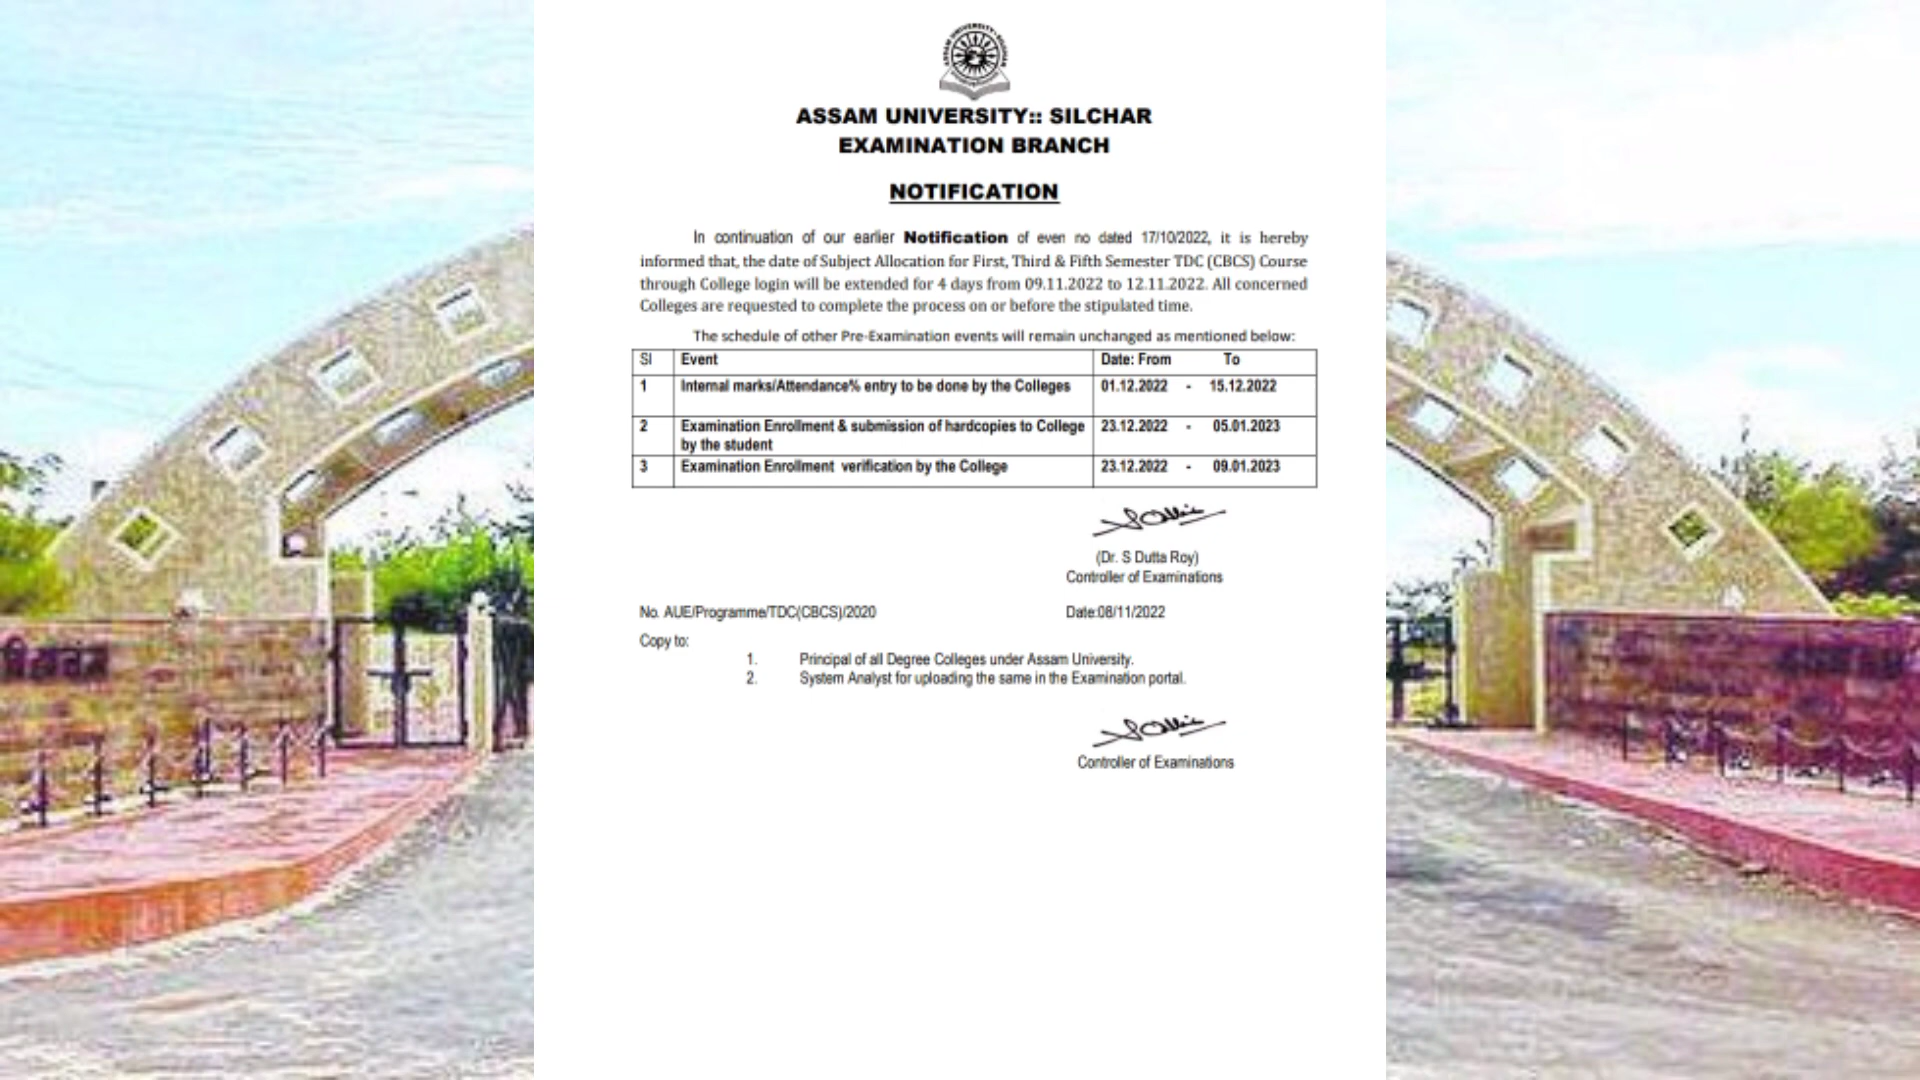 ASSAM UNIVERSITY:: SILCHAR
EXAMINATION BRANCH
NOTIFICATION
In continuation of our earlier Notification of even no dated 17/10/2022, it is hereby
informed that, the date of Subject Allocation for First, Third & Fifth Semester TDC (CBCS) Course
through College login will be extended for 4 days from 09.11.2022 to 12.11.2022. All concerned
Colleges are requested to complete the process on or before the stipulated time.
The schedule of other Pre-Examination events will remain unchanged as mentioned below:
Sl Event Date: From To
1 Internal marks/Attendance% entry to be done by the Colleges 01.12.2022 - 15.12.2022
2 Examination Enrollment & submission of hardcopies to College 23.12.2022 - 05.01.2023
by the student
3 Examination Enrollment verification by the College 23.12.2022 - 09.01.2023
(Dr. S Dutta Roy)
Controller of Examinations
No. AUE/Programme/TDC(CBCS)/2020 Date:08/11/2022
Copy to:
1. Principal of all Degree Colleges under Assam University.
2. System Analyst for uploading the same in the Examination portal.
Controller of Examinations